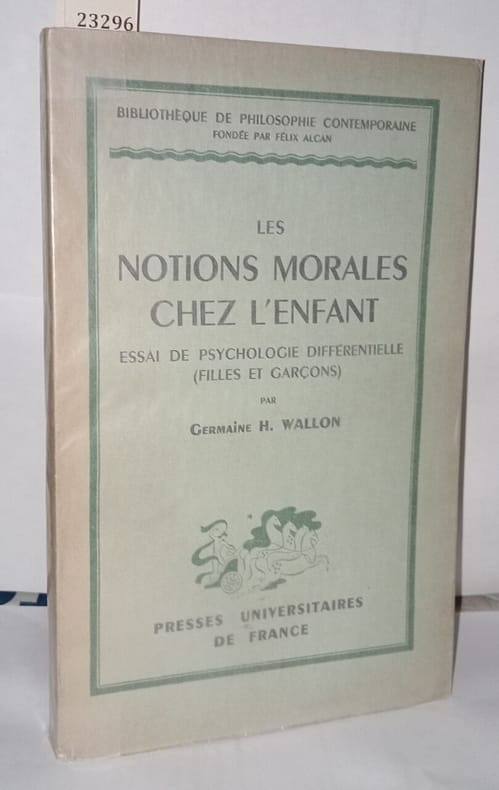 23296
BIBLIOTHÈQUE DE PHILOSOPHIE CONTEMPORAINE
FONDÉE PAR FÉLIX ALCAN
LES
NOTIONS MORALES
CHEZ L'ENFANT
ESSAI DE PSYCHOLOGIE DIFFÉRENTIELLE
(FILLES ET GARÇONS)
PAR
GERMAINE H. WALLON
PRESSES UNIVERSITAIRES
DE FRANCE